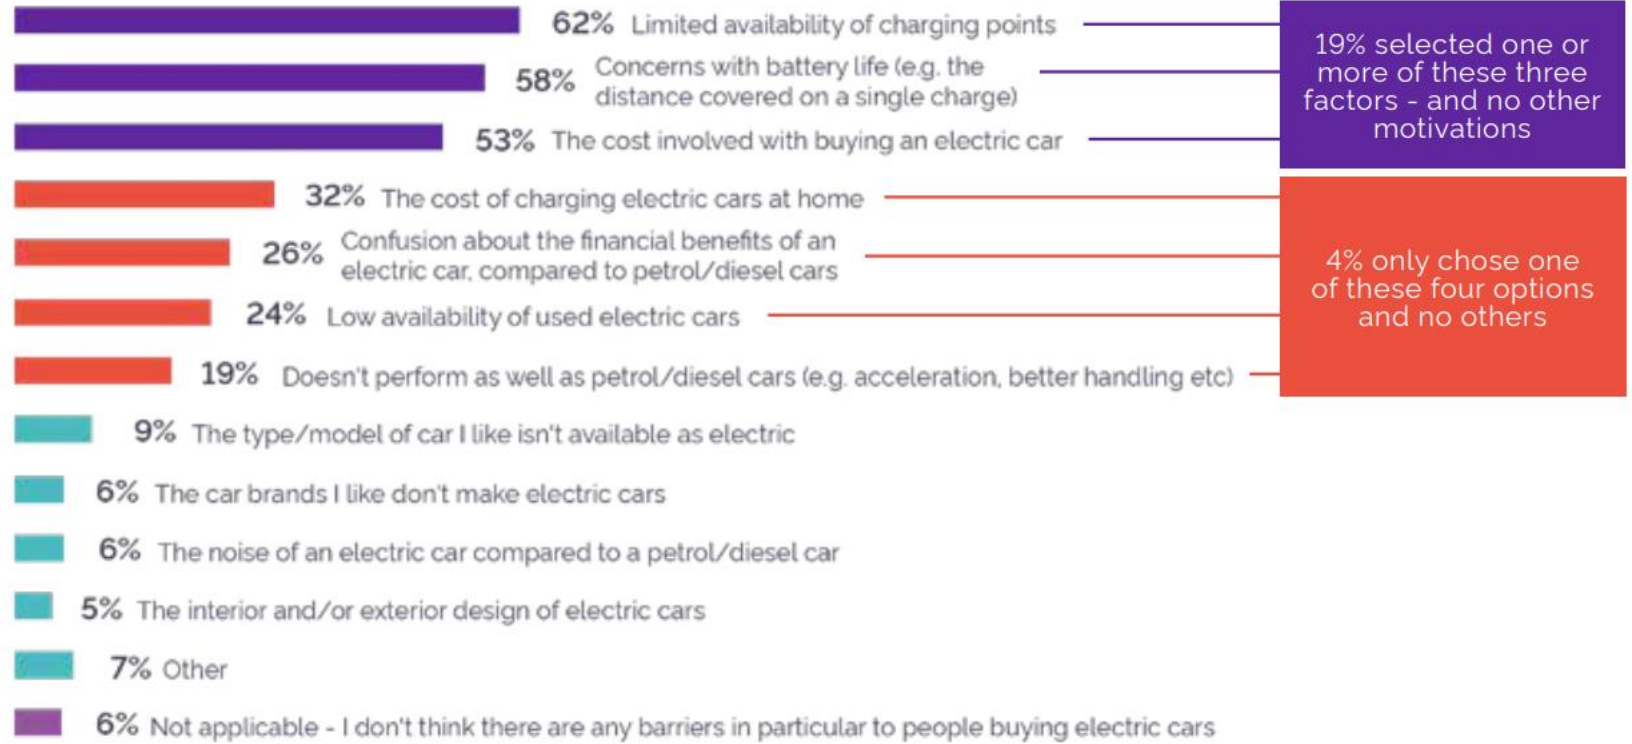 62% Limited availability of charging points
58% Concerns with battery life (e.g. the
distance covered on a single charge)
53% The cost involved with buying an electric car
19% selected one or
more of these three
factors - and no other
motivations
32% The cost of charging electric cars at home
26% Confusion about the financial benefits of an
electric car, compared to petrol/diesel cars
24% Low availability of used electric cars
19% Doesn't perform as well as petrol/diesel cars (e.g. acceleration, better handling etc)
4% only chose one
of these four options
and no others
9% The type/model of car I like isn't available as electric
6% The car brands I like don't make electric cars
6% The noise of an electric car compared to a petrol/diesel car
5% The interior and/or exterior design of electric cars
7% Other
6% Not applicable - I don't think there are any barriers in particular to people buying electric cars